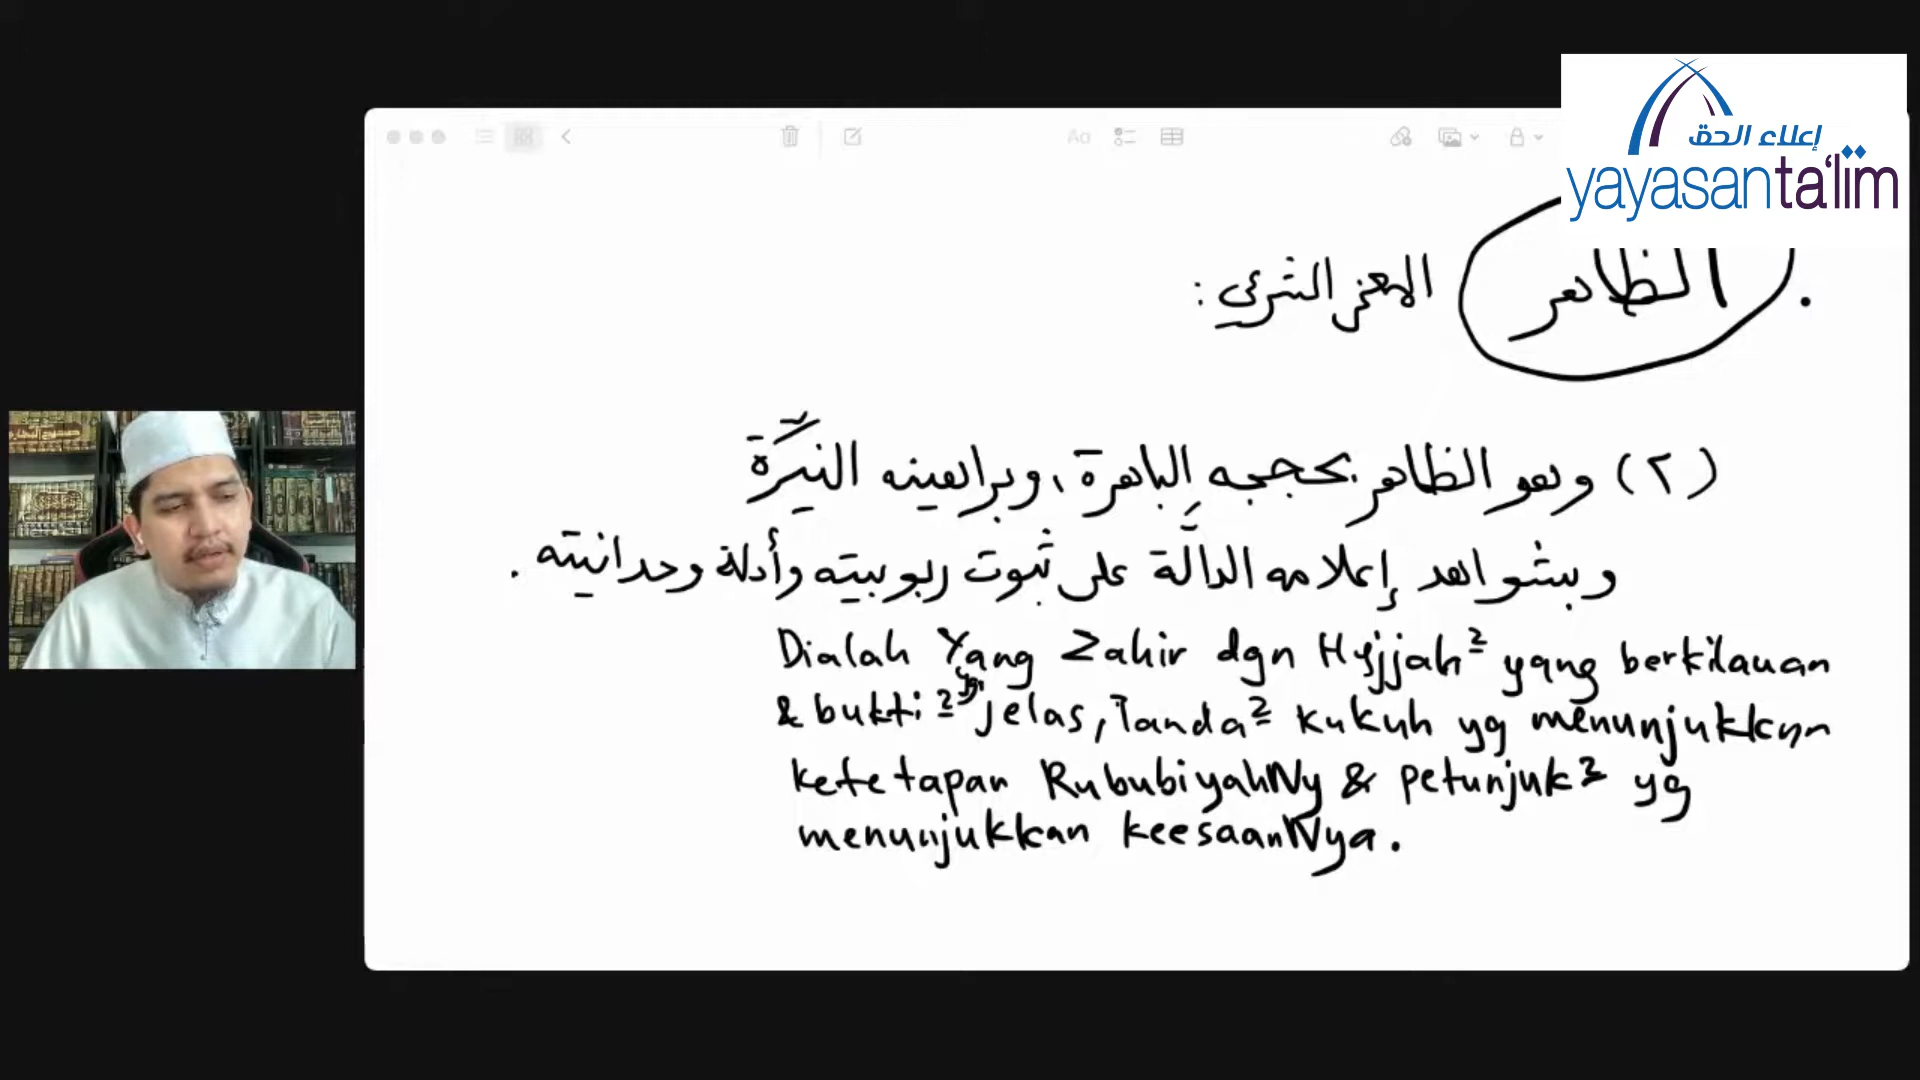 إعلاء الحق
yayasanta'lim
. الظاهر المعنى الشرعي :
(٢) وهو الظاهر بحججه الباهرة، وبراهينه النيّرة
وبشواهد إعلامه الدالّة على ثبوت ربوبيته وأدلة وحدانيته .
Dialah Yang Zahir dgn Hujjah² yang berkilauan
& bukti² yg jelas, Tanda² kukuh yg menunjukkan
ketetapan RububiyahNy & petunjuk² yg
menunjukkan keesaanNya.